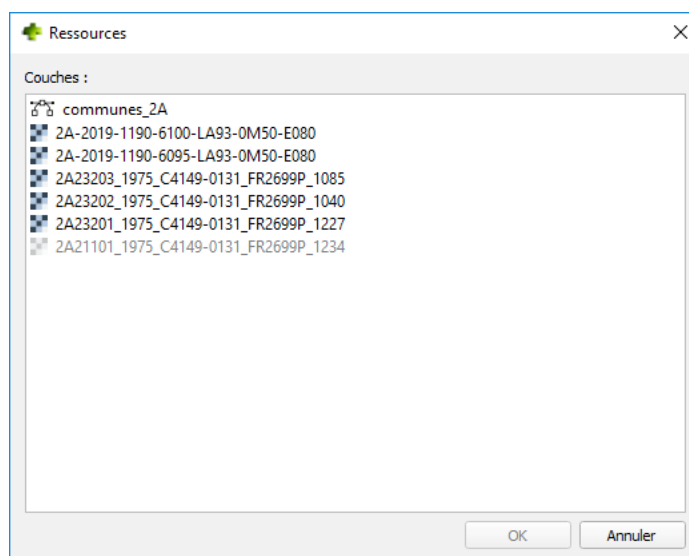 Ressources
Couches :
communes_2A
2A-2019-1190-6100-LA93-0M50-E080
2A-2019-1190-6095-LA93-0M50-E080
2A23203_1975_C4149-0131_FR2699P_1085
2A23202_1975_C4149-0131_FR2699P_1040
2A23201_1975_C4149-0131_FR2699P_1227
2A21101_1975_C4149-0131_FR2699P_1234
OK Annuler